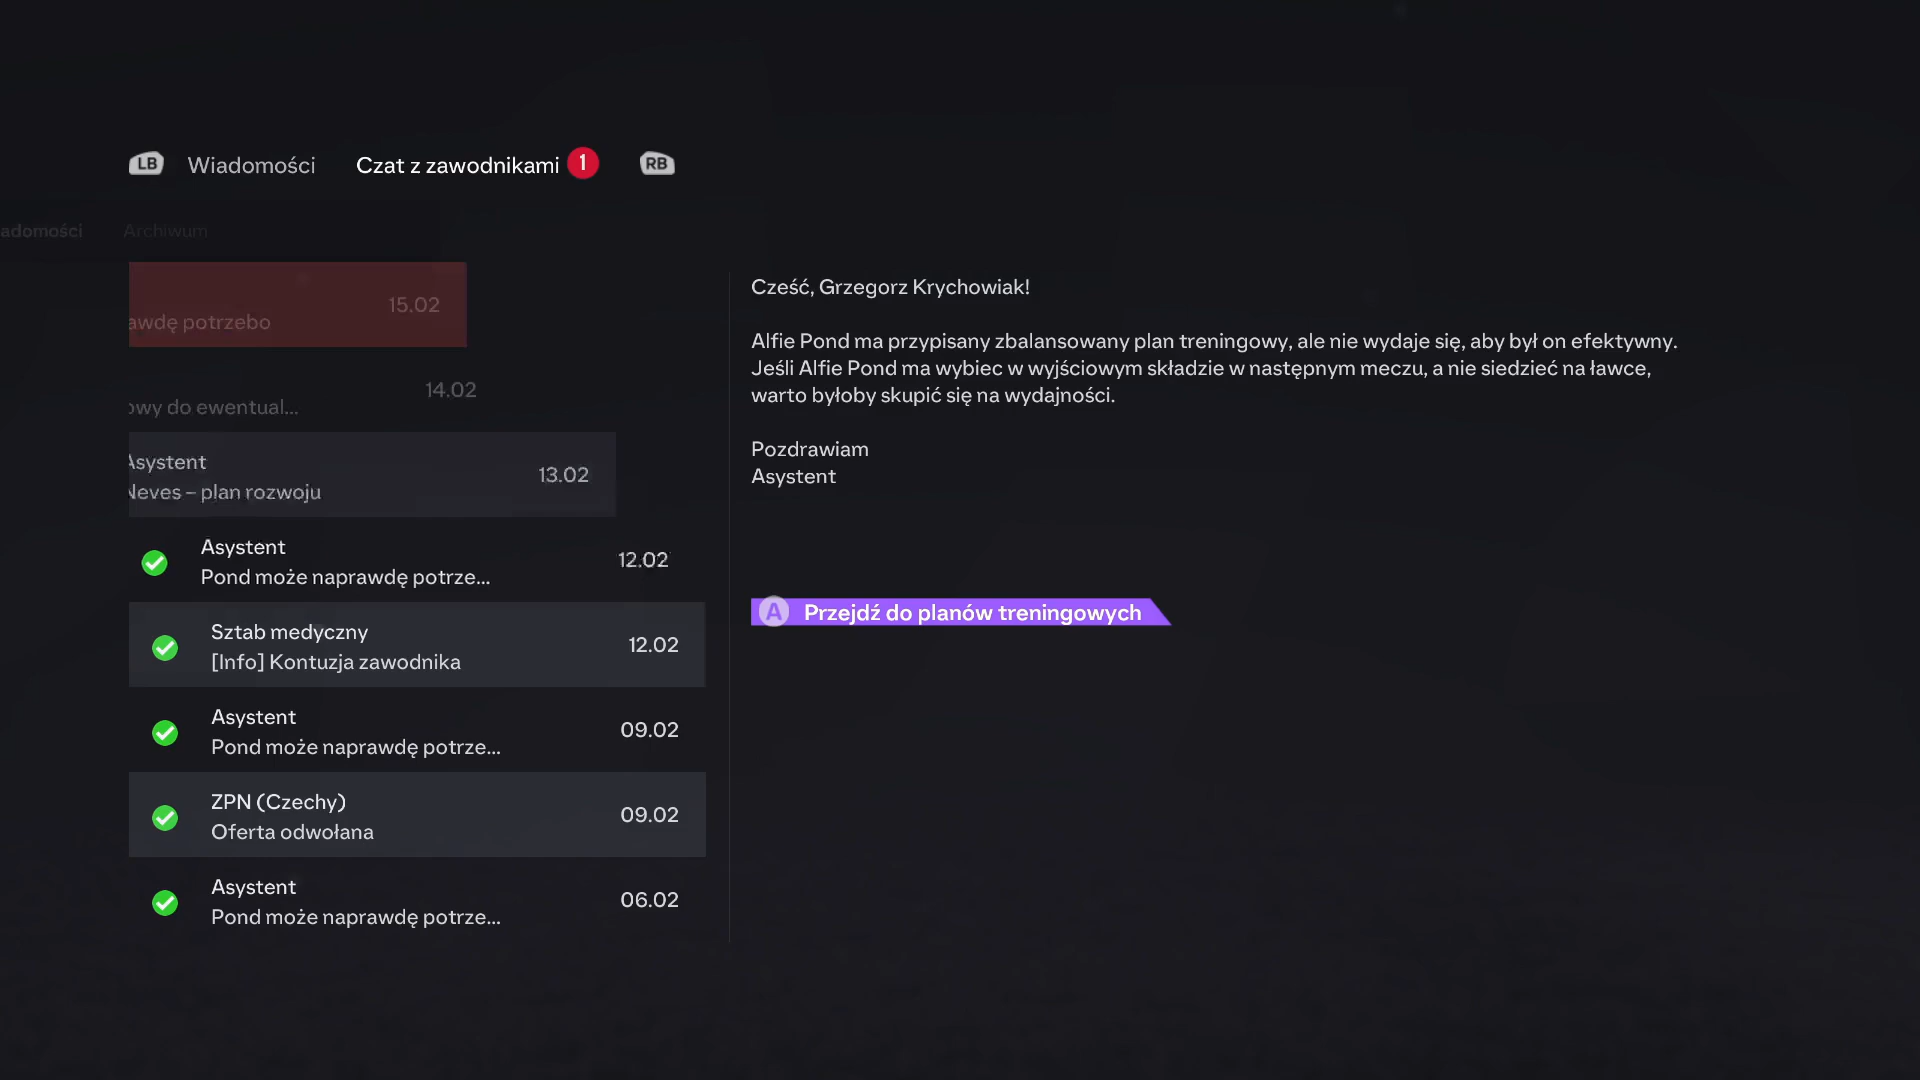 LB Wiadomości Czat z zawodnikami 1 RB
adomości Archiwum
15.02
awdę potrzebo
14.02
owy do ewentual...
Asystent
13.02
Neves – plan rozwoju
Asystent
12.02
Pond może naprawdę potrze...
Sztab medyczny
12.02
[Info] Kontuzja zawodnika
Asystent
09.02
Pond może naprawdę potrze...
ZPN (Czechy)
09.02
Oferta odwołana
Asystent
06.02
Pond może naprawdę potrze...
Cześć, Grzegorz Krychowiak!
Alfie Pond ma przypisany zbalansowany plan treningowy, ale nie wydaje się, aby był on efektywny.
Jeśli Alfie Pond ma wybiec w wyjściowym składzie w następnym meczu, a nie siedzieć na ławce,
warto byłoby skupić się na wydajności.
Pozdrawiam
Asystent
A Przejdź do planów treningowych